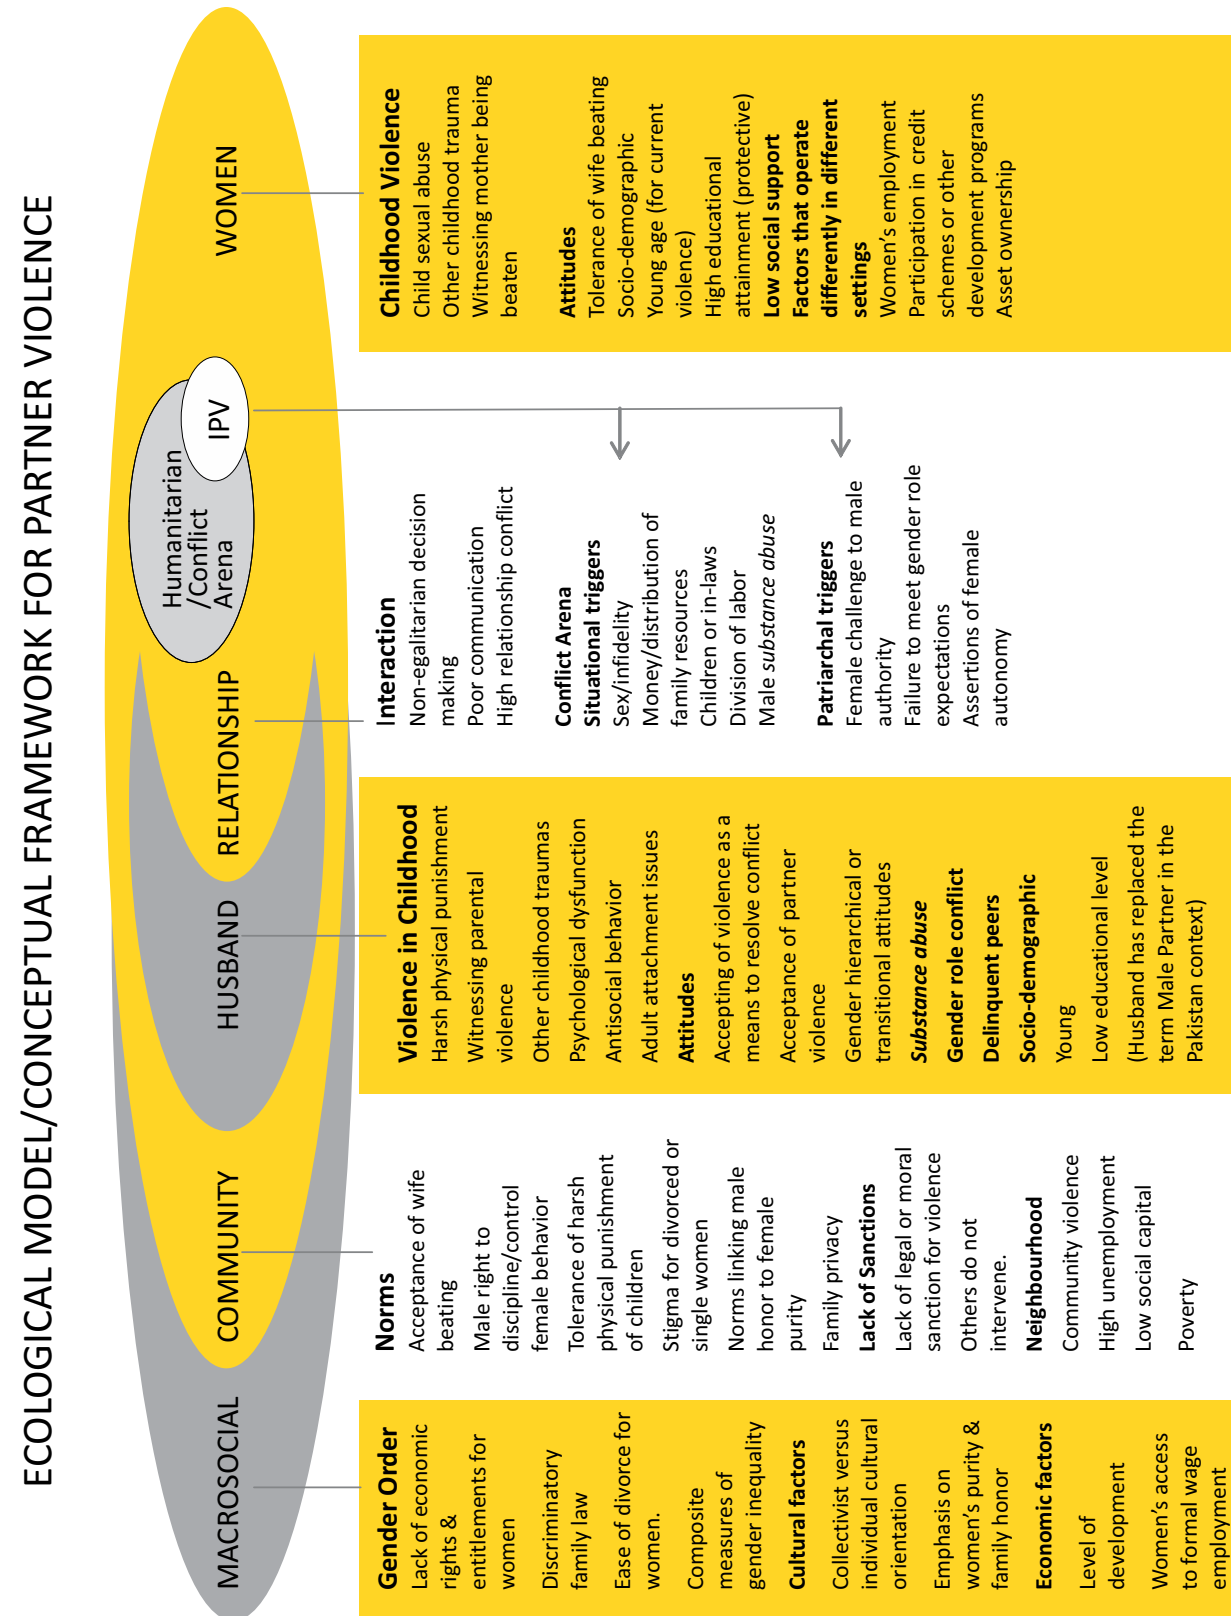 ECOLOGICAL MODEL/CONCEPTUAL FRAMEWORK FOR PARTNER VIOLENCE
MACROSOCIAL
COMMUNITY
HUSBAND
RELATIONSHIP
Humanitarian
/Conflict
Arena
IPV
WOMEN
Gender Order
Lack of economic
rights &
entitlements for
women
Discriminatory
family law
Ease of divorce for
women.
Composite
measures of
gender inequality
Cultural factors
Collectivist versus
individual cultural
orientation
Emphasis on
women's purity &
family honor
Economic factors
Level of
development
Women's access
to formal wage
employment
Norms
Acceptance of wife
beating
Male right to
discipline/control
female behavior
Tolerance of harsh
physical punishment
of children
Stigma for divorced or
single women
Norms linking male
honor to female
purity
Family privacy
Lack of Sanctions
Lack of legal or moral
sanction for violence
Others do not
intervene.
Neighbourhood
Community violence
High unemployment
Low social capital
Poverty
Violence in Childhood
Harsh physical punishment
Witnessing parental
violence
Other childhood traumas
Psychological dysfunction
Antisocial behavior
Adult attachment issues
Attitudes
Accepting of violence as a
means to resolve conflict
Acceptance of partner
violence
Gender hierarchical or
transitional attitudes
Substance abuse
Gender role conflict
Delinquent peers
Socio-demographic
Young
Low educational level
(Husband has replaced the
term Male Partner in the
Pakistan context)
Interaction
Non-egalitarian decision
making
Poor communication
High relationship conflict
Conflict Arena
Situational triggers
Sex/infidelity
Money/distribution of
family resources
Children or in-laws
Division of labor
Male substance abuse
Patriarchal triggers
Female challenge to male
authority
Failure to meet gender role
expectations
Assertions of female
autonomy
Childhood Violence
Child sexual abuse
Other childhood trauma
Witnessing mother being
beaten
Attitudes
Tolerance of wife beating
Socio-demographic
Young age (for current
violence)
High educational
attainment (protective)
Low social support
Factors that operate
differently in different
settings
Women's employment
Participation in credit
schemes or other
development programs
Asset ownership